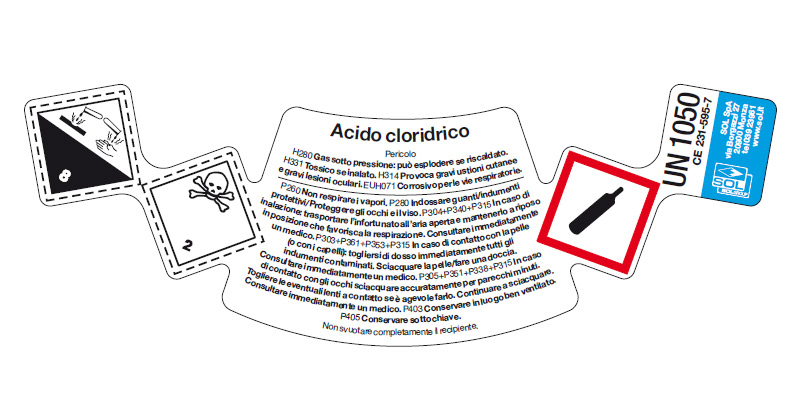 8
2
Acido cloridrico
Pericolo
H280 Gas sotto pressione: può esplodere se riscaldato.
H331 Tossico se inalato. H314 Provoca gravi ustioni cutanee
e gravi lesioni oculari. EUH071 Corrosivo per le vie respiratorie.
P260 Non respirare i vapori. P280 Indossare guanti/indumenti
protettivi/Proteggere gli occhi e il viso. P304+P340+P315 In caso di
inalazione: trasportare l'infortunato all'aria aperta e mantenerlo a riposo
in posizione che favorisca la respirazione. Consultare immediatamente
un medico. P303+P361+P353+P315 In caso di contatto con la pelle
(o con i capelli): togliersi di dosso immediatamente tutti gli
indumenti contaminati. Sciacquare la pelle/fare una doccia.
Consultare immediatamente un medico. P305+P351+P338+P315 In caso
di contatto con gli occhi sciacquare accuratamente per parecchi minuti.
Togliere le eventuali lenti a contatto se è agevole farlo. Continuare a sciacquare.
Consultare immediatamente un medico. P403 Conservare in luogo ben ventilato.
P405 Conservare sotto chiave.
Non svuotare completamente il recipiente.
UN 1050
CE 231-595-7
SOL SpA
via Borgazzi 27
20900 Monza
tel 039 23961
www.sol.it
SOL